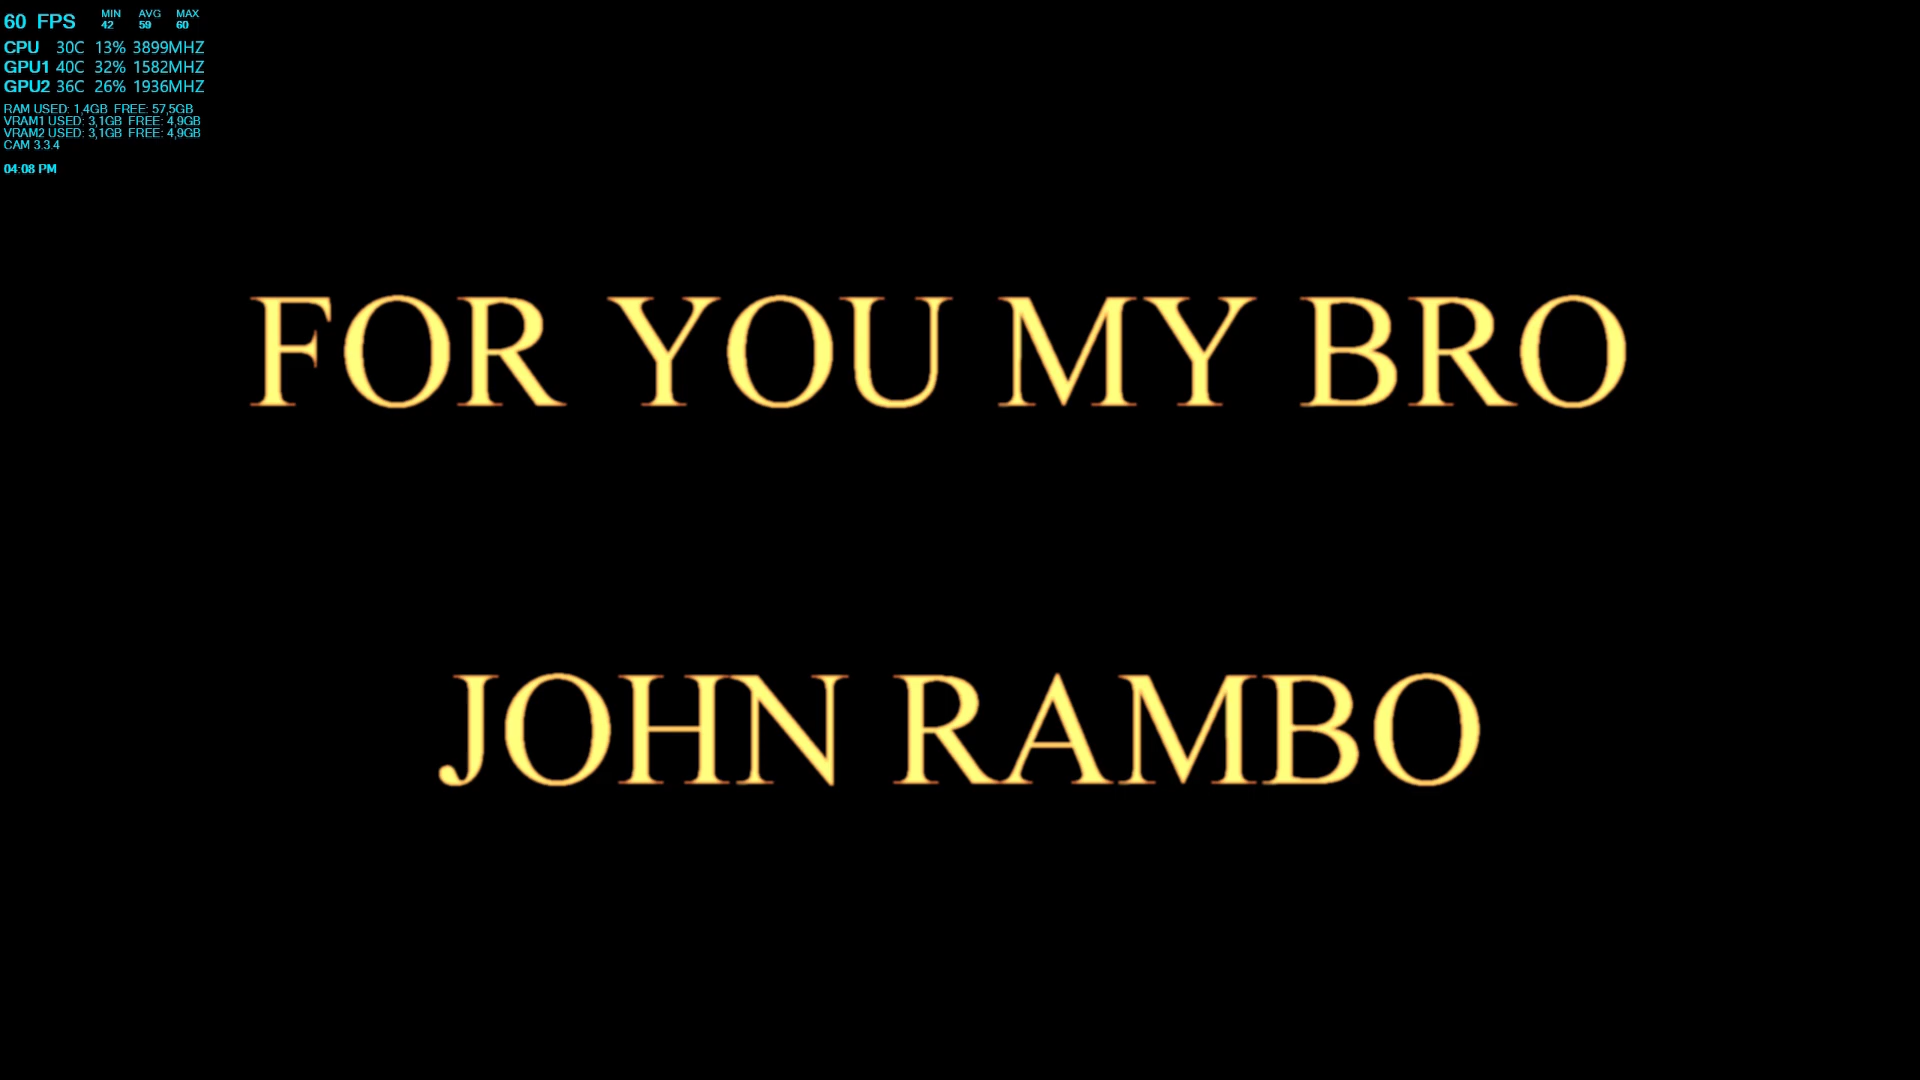 60 FPS MIN AVG MAX
42 59 60
CPU 30C 13% 3899MHZ
GPU1 40C 32% 1582MHZ
GPU2 36C 26% 1936MHZ
RAM USED: 1,4GB FREE: 57,5GB
VRAM1 USED: 3,1GB FREE: 4,9GB
VRAM2 USED: 3,1GB FREE: 4,9GB
CAM 3.3.4
04:08 PM
FOR YOU MY BRO
JOHN RAMBO